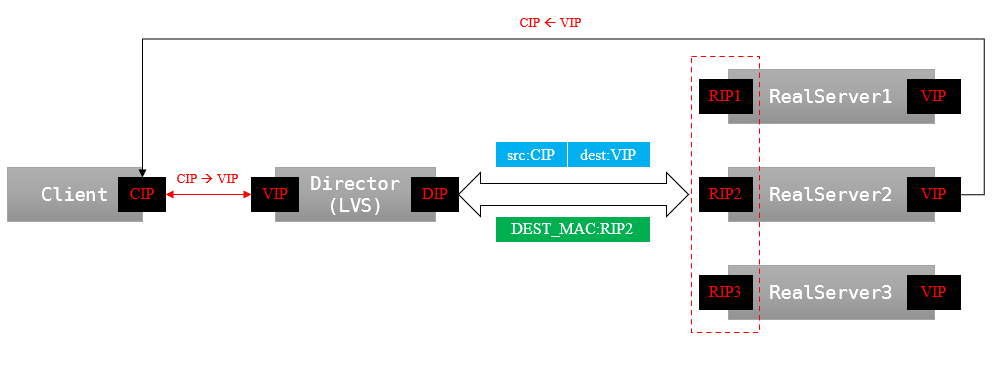 CIP ← VIP
RIP1
RealServer1
VIP
src:CIP
dest:VIP
Client
CIP
CIP → VIP
VIP
Director
(LVS)
DIP
RIP2
RealServer2
VIP
DEST_MAC:RIP2
RIP3
RealServer3
VIP